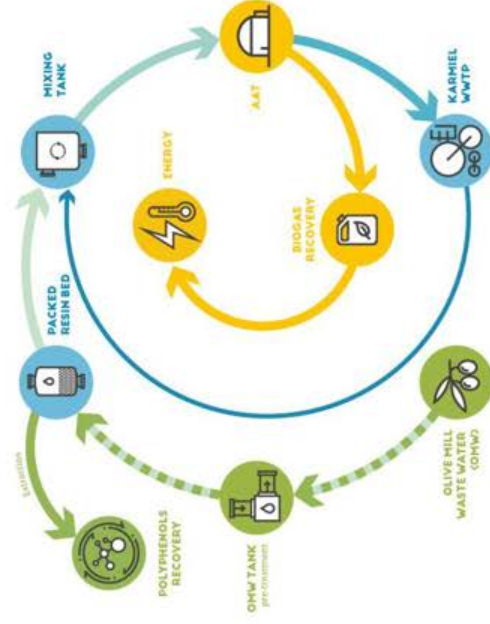 MIXING
TANK
AAT
KARMIEL
WWTP
ENERGY
BIOGAS
RECOVERY
PACKED
RESIN BED
Extraction
POLYPHENOLS
RECOVERY
OMW TANK
pre-treatment
OLIVE MILL
WASTE WATER
(OMW)